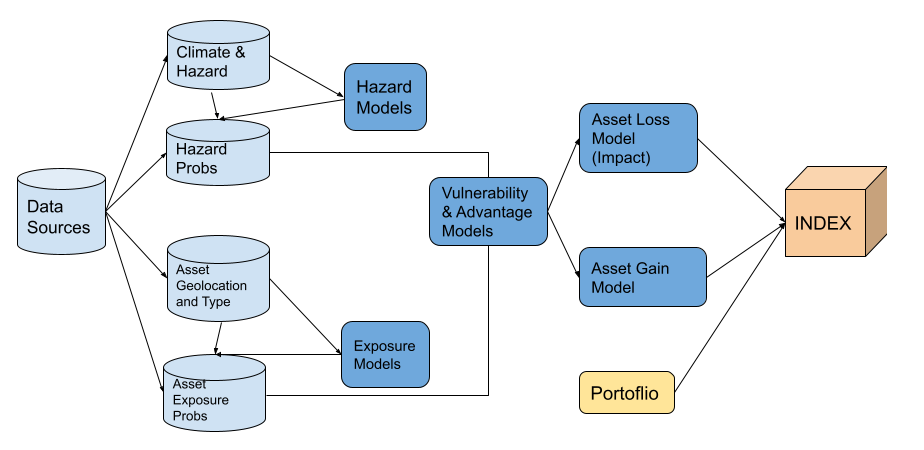 Climate &
Hazard
Hazard
Models
Hazard
Probs
Data
Sources
Asset
Geolocation
and Type
Exposure
Models
Asset
Exposure
Probs
Vulnerability
& Advantage
Models
Asset Loss
Model
(Impact)
Asset Gain
Model
Portoflio
INDEX